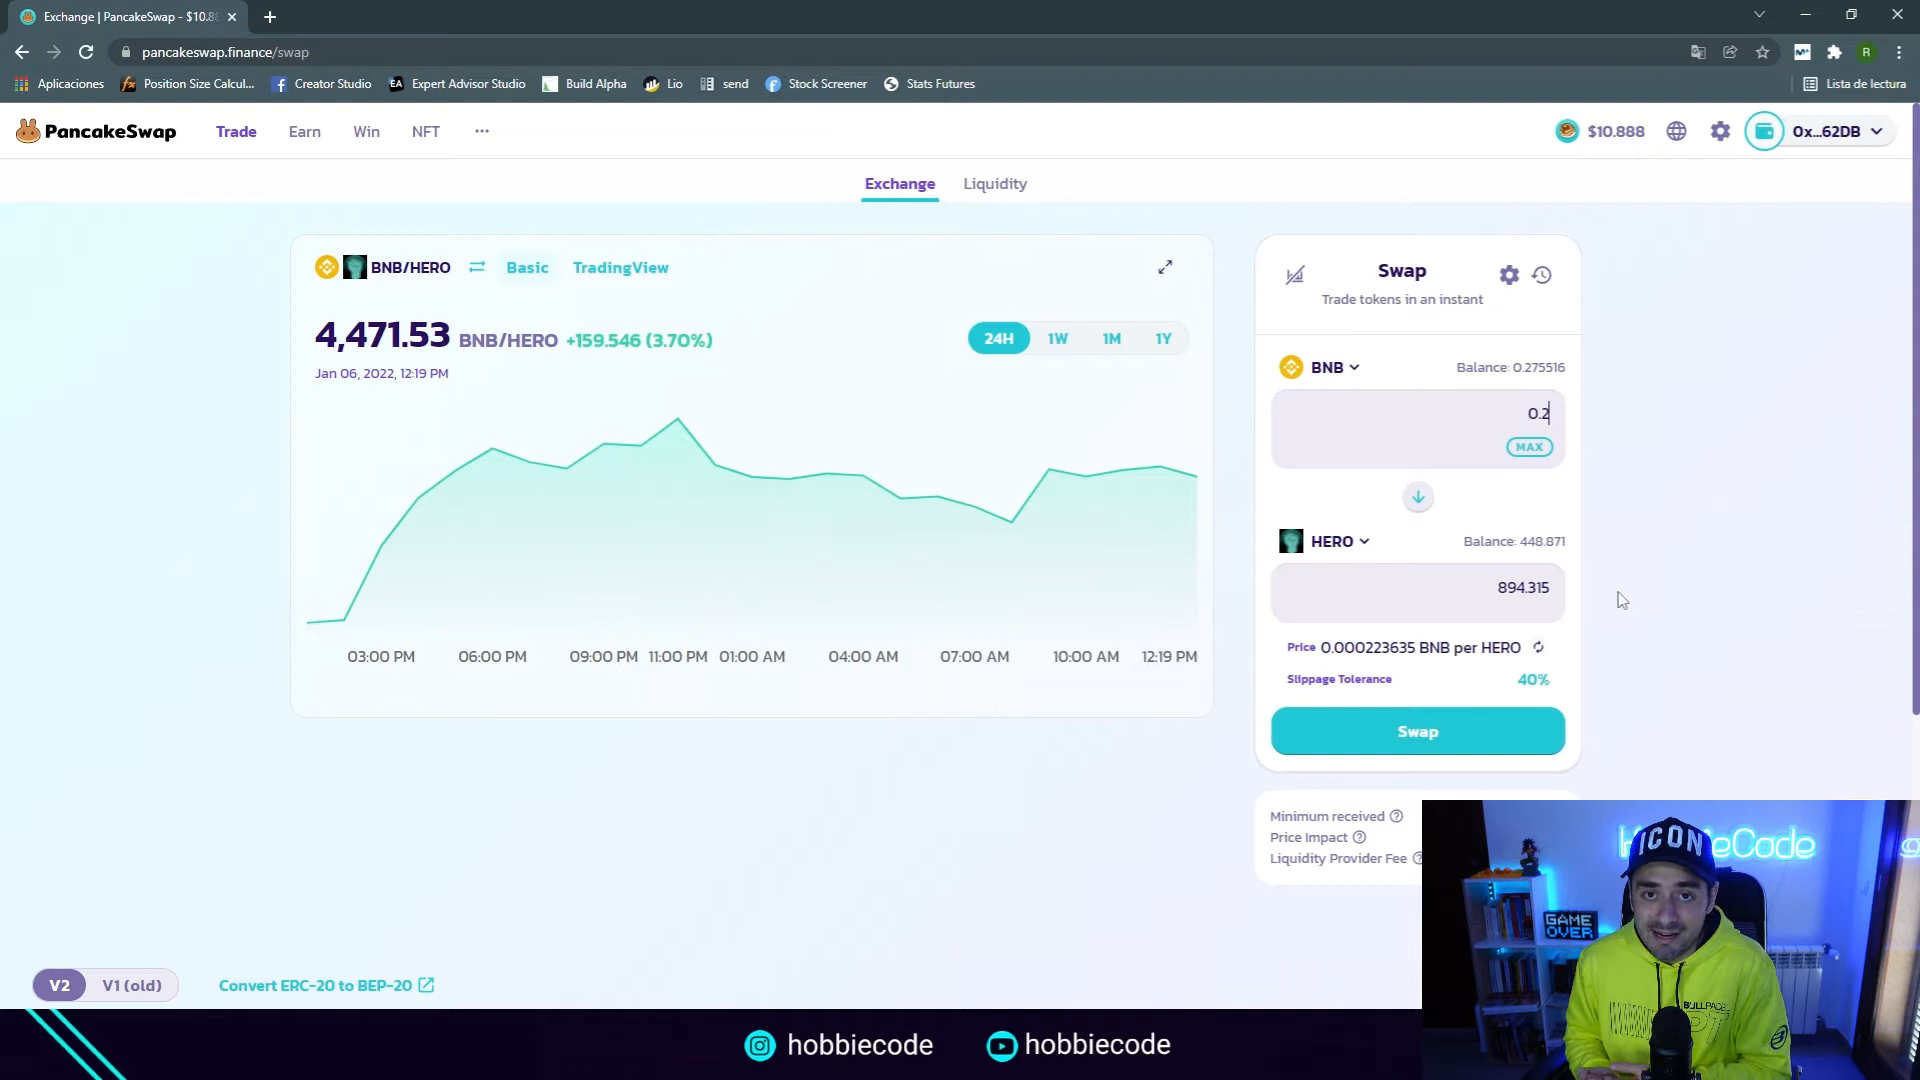 Exchange | PancakeSwap - $10.88
pancakeswap.finance/swap
Aplicaciones
Position Size Calcul...
Creator Studio
EA
Expert Advisor Studio
Build Alpha
Lio
send
Stock Screener
Stats Futures
Lista de lectura
R
PancakeSwap
Trade
Earn
Win
NFT
$10.888
0x...62DB
Exchange
Liquidity
BNB/HERO
Basic
TradingView
4,471.53 BNB/HERO +159.546 (3.70%)
Jan 06, 2022, 12:19 PM
24H
1W
1M
1Y
03:00 PM
06:00 PM
09:00 PM
11:00 PM
01:00 AM
04:00 AM
07:00 AM
10:00 AM
12:19 PM
Swap
Trade tokens in an instant
BNB
Balance: 0.275516
0.2
MAX
HERO
Balance: 448.871
894.315
Price 0.000223635 BNB per HERO
Slippage Tolerance
40%
Swap
Minimum received
Price Impact
Liquidity Provider Fee
V2
V1 (old)
Convert ERC-20 to BEP-20
eCode
ICON
GAME
OVER
BULLPADEL
hobbiecode
hobbiecode